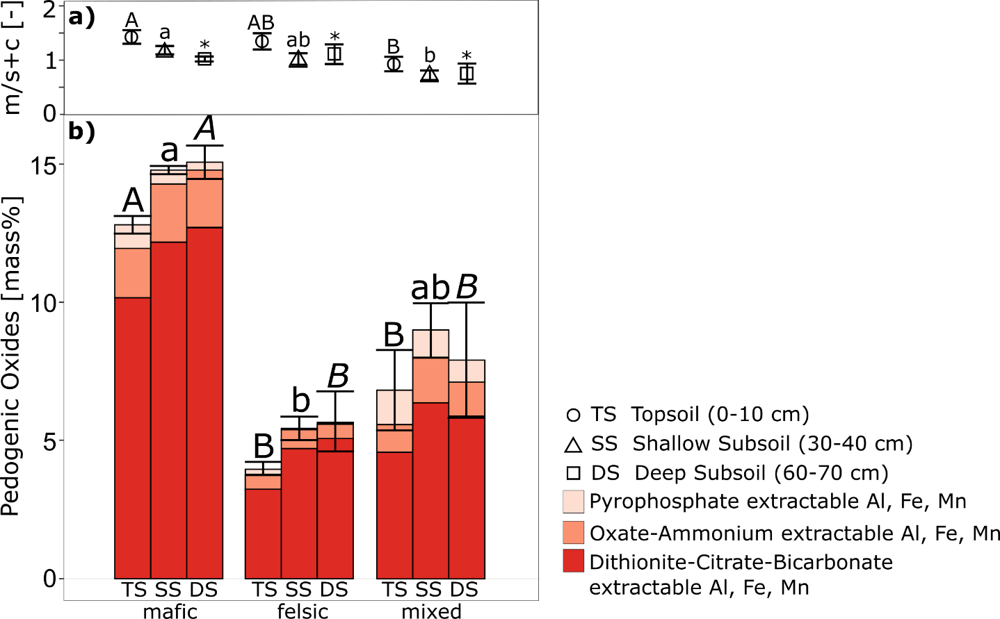 a)
m/s+c [-]
2
1
0
A
a
*
AB
ab
*
B
b
*
b)
Pedogenic Oxides [mass%]
15
10
5
0
A
a
A
B
b
B
B
ab
B
TS SS DS
TS SS DS
TS SS DS
mafic
felsic
mixed
TS Topsoil (0-10 cm)
SS Shallow Subsoil (30-40 cm)
DS Deep Subsoil (60-70 cm)
Pyrophosphate extractable Al, Fe, Mn
Oxate-Ammonium extractable Al, Fe, Mn
Dithionite-Citrate-Bicarbonate
extractable Al, Fe, Mn